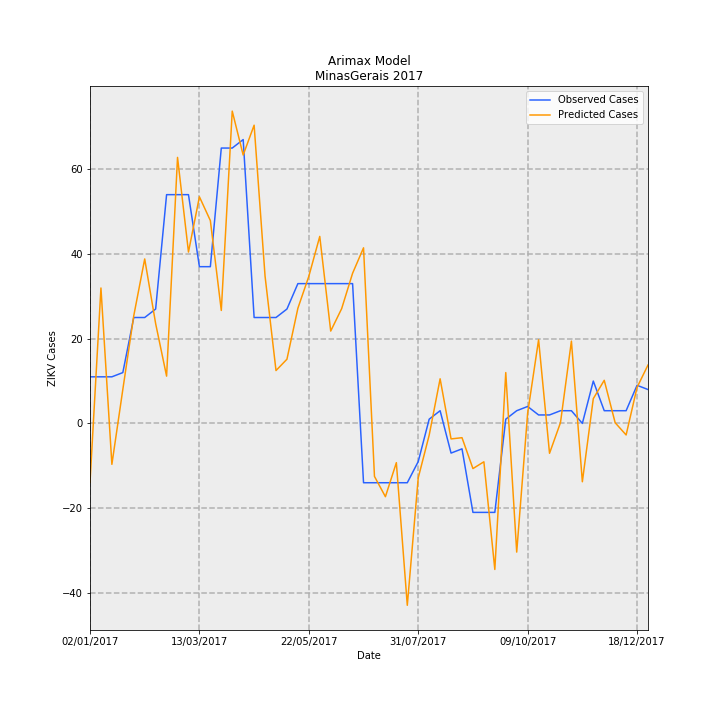 Arimax Model
MinasGerais 2017
Observed Cases
Predicted Cases
60
40
20
0
−20
−40
ZIKV Cases
02/01/2017 13/03/2017 22/05/2017 31/07/2017 09/10/2017 18/12/2017
Date